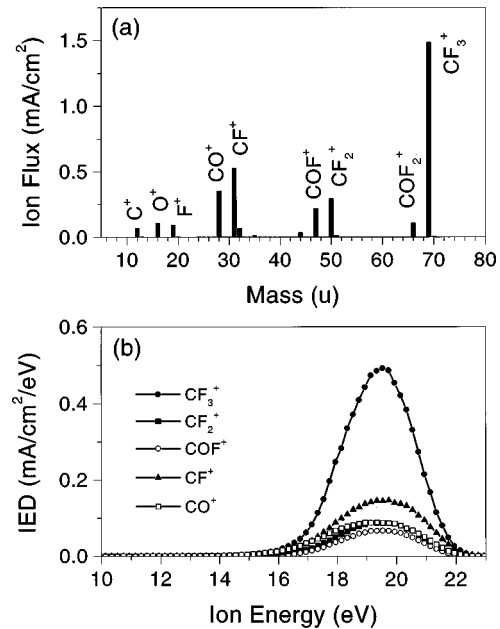 (a)
Ion Flux (mA/cm²)
1.5
1.0
0.5
0.0
C⁺
O⁺
F⁺
CO⁺
CF⁺
COF⁺
CF₂⁺
COF₂⁺
CF₃⁺
10 20 30 40 50 60 70 80
Mass (u)
(b)
IED (mA/cm²/eV)
0.6
0.4
0.2
0.0
CF₃⁺
CF₂⁺
COF⁺
CF⁺
CO⁺
10 12 14 16 18 20 22
Ion Energy (eV)